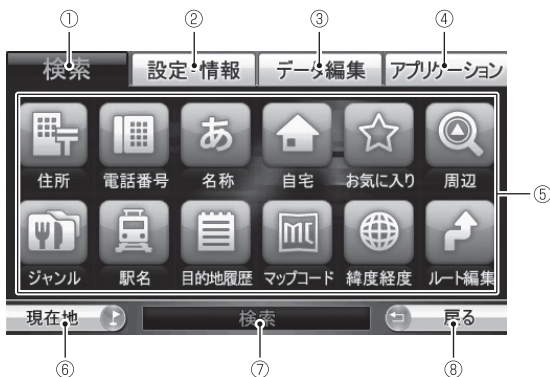 ① ② ③ ④
検索 設定・情報 データ編集 アプリケーション
あ
住所 電話番号 名称 自宅 お気に入り 周辺
⑤
MC
ジャンル 駅名 目的地履歴 マップコード 緯度経度 ルート編集
現在地 検索 戻る
⑥ ⑦ ⑧